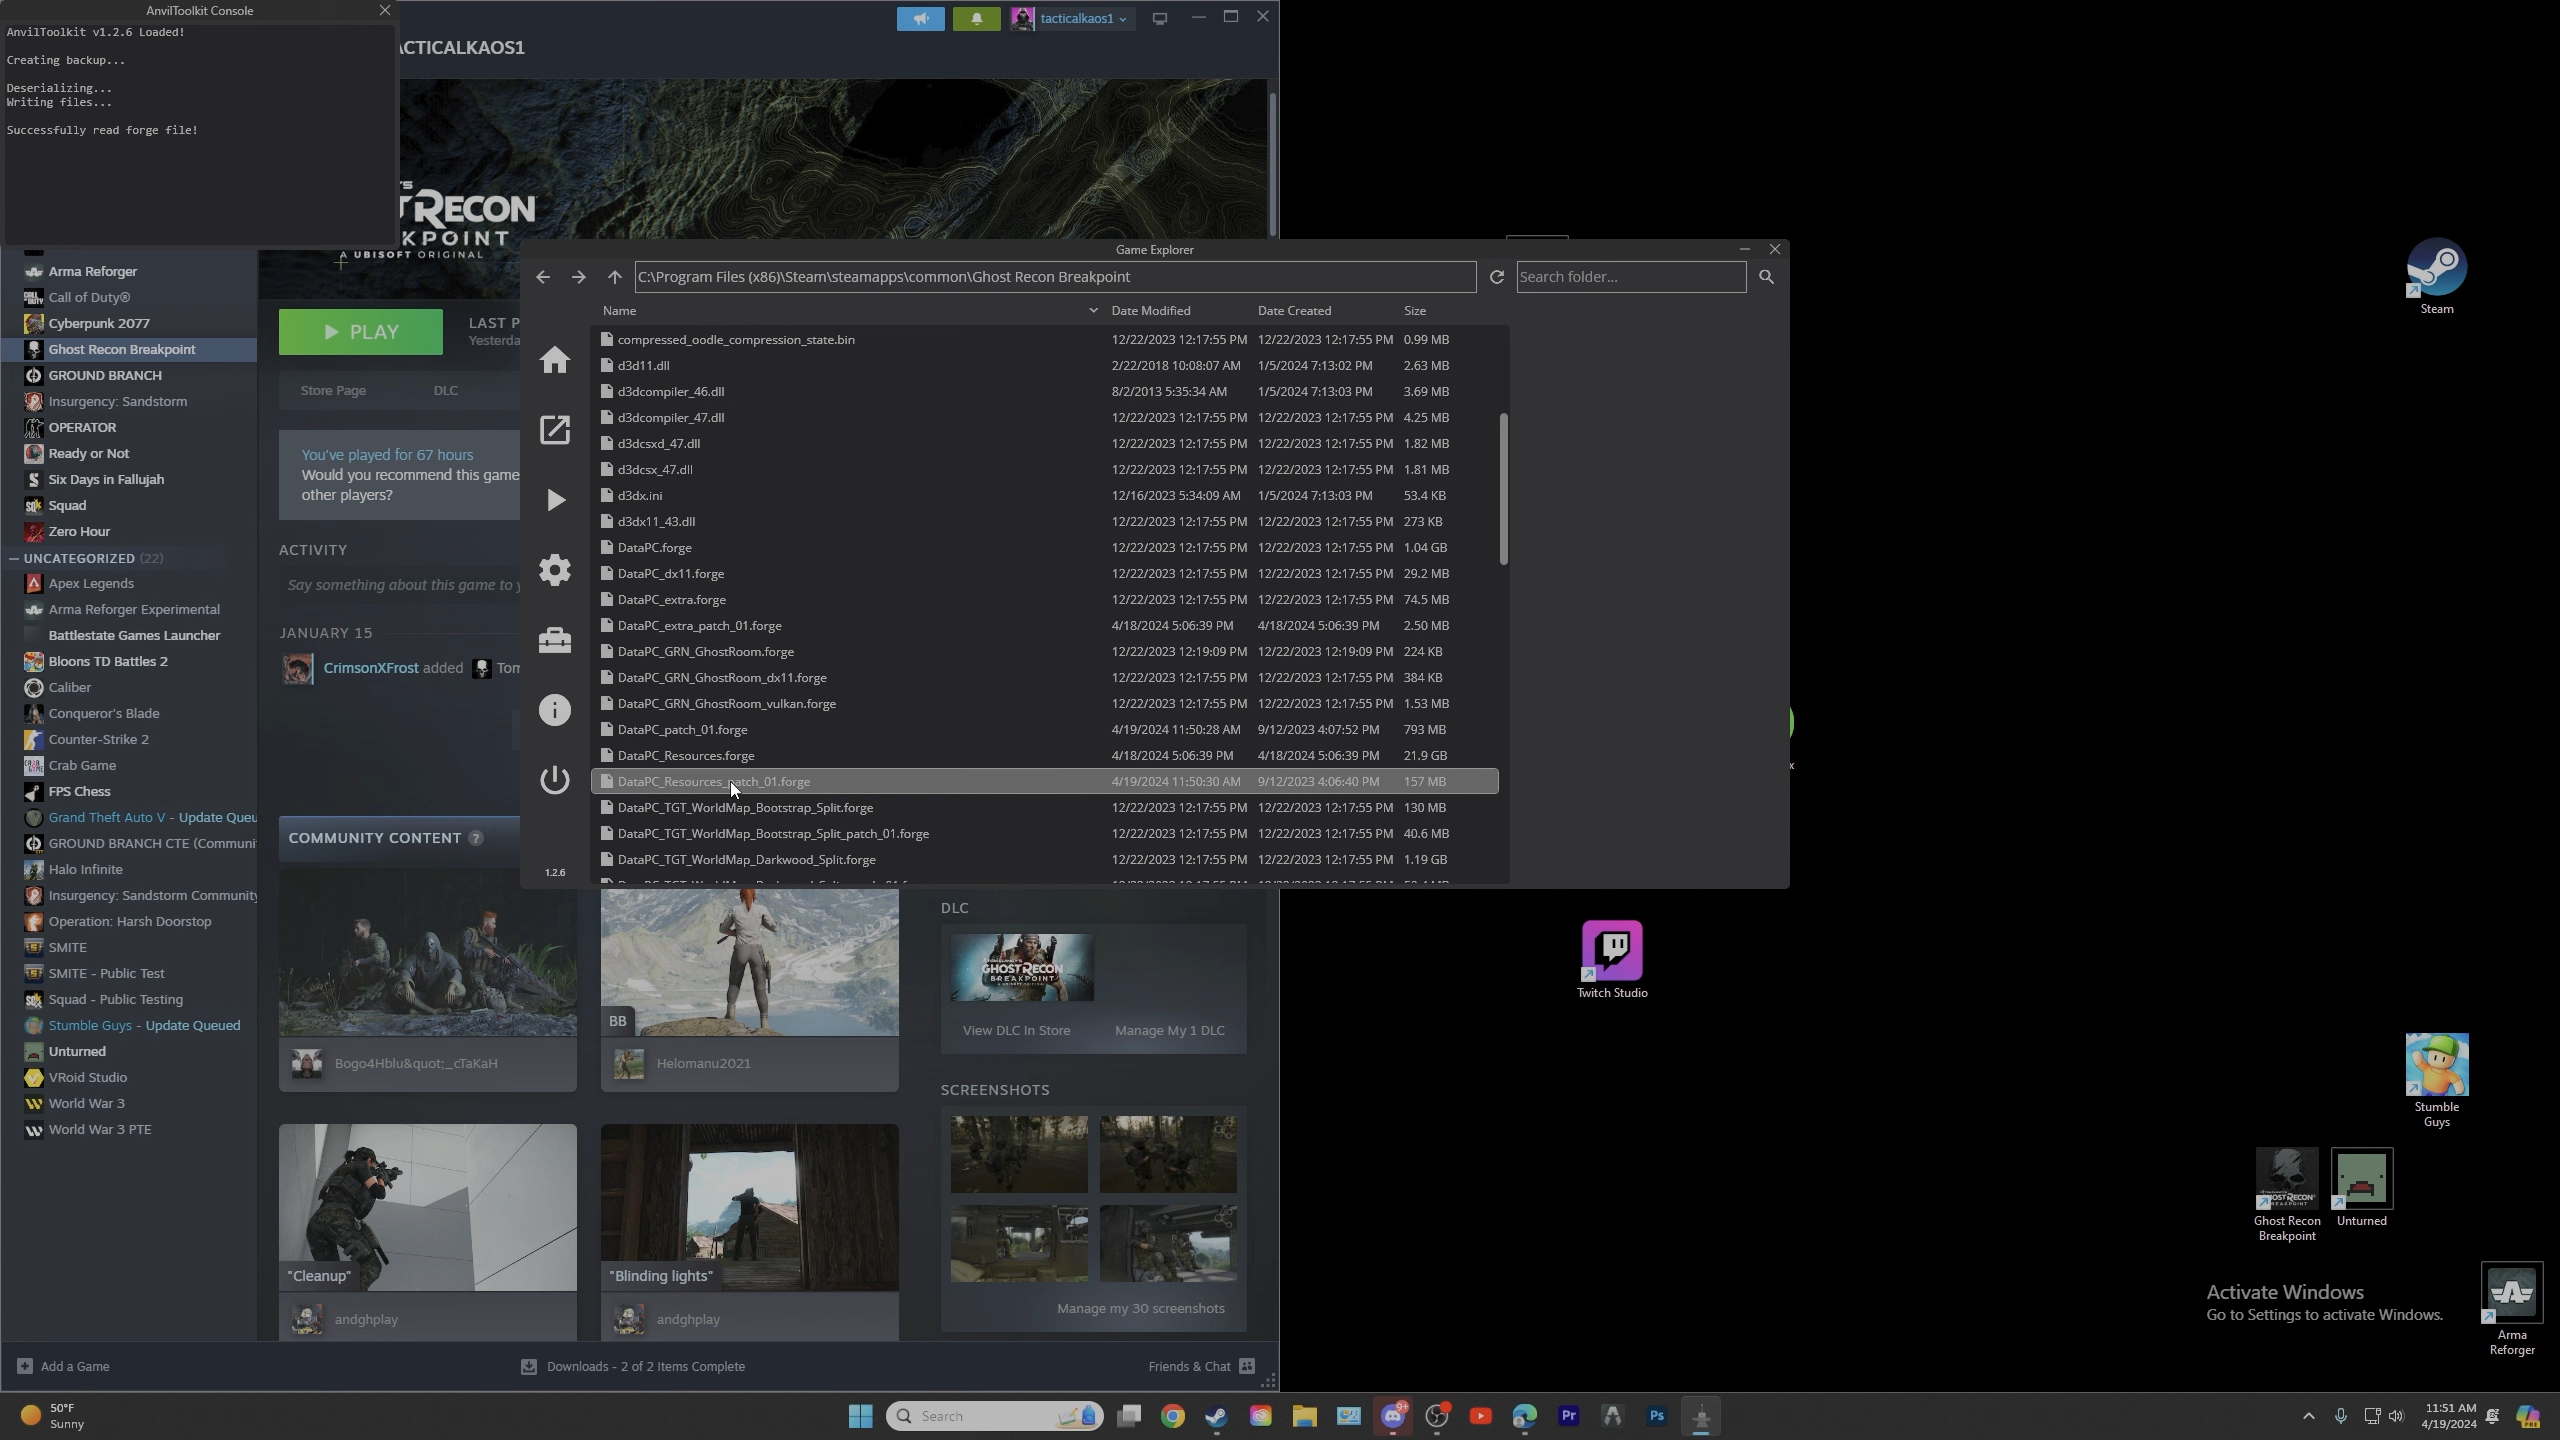 AnvilToolkit Console
AnvilToolkit v1.2.6 Loaded!
Creating backup...
Deserializing...
Writing files...
Successfully read forge file!
ACTICALKAOS1
tacticalkaos1
RECON
KPOINT
A UBISOFT ORIGINAL
Arma Reforger
Call of Duty®
Cyberpunk 2077
Ghost Recon Breakpoint
GROUND BRANCH
Insurgency: Sandstorm
OPERATOR
Ready or Not
Six Days in Fallujah
Squad
Zero Hour
UNCATEGORIZED (22)
Apex Legends
Arma Reforger Experimental
Battlestate Games Launcher
Bloons TD Battles 2
Caliber
Conqueror's Blade
Counter-Strike 2
Crab Game
FPS Chess
Grand Theft Auto V - Update Queu
GROUND BRANCH CTE (Communi
Halo Infinite
Insurgency: Sandstorm Community
Operation: Harsh Doorstop
SMITE
SMITE - Public Test
Squad - Public Testing
Stumble Guys - Update Queued
Unturned
VRoid Studio
World War 3
World War 3 PTE
PLAY
LAST P
Yesterda
Store Page DLC
You've played for 67 hours
Would you recommend this game
other players?
ACTIVITY
Say something about this game to y
JANUARY 15
CrimsonXFrost added Tom
COMMUNITY CONTENT ?
Game Explorer
C:\Program Files (x86)\Steam\steamapps\common\Ghost Recon Breakpoint
Search folder...
Name Date Modified Date Created Size
compressed_oodle_compression_state.bin 12/22/2023 12:17:55 PM 12/22/2023 12:17:55 PM 0.99 MB
d3d11.dll 2/22/2018 10:08:07 AM 1/5/2024 7:13:02 PM 2.63 MB
d3dcompiler_46.dll 8/2/2013 5:35:34 AM 1/5/2024 7:13:03 PM 3.69 MB
d3dcompiler_47.dll 12/22/2023 12:17:55 PM 12/22/2023 12:17:55 PM 4.25 MB
d3dcsxd_47.dll 12/22/2023 12:17:55 PM 12/22/2023 12:17:55 PM 1.82 MB
d3dcsx_47.dll 12/22/2023 12:17:55 PM 12/22/2023 12:17:55 PM 1.81 MB
d3dx.ini 12/16/2023 5:34:09 AM 1/5/2024 7:13:03 PM 53.4 KB
d3dx11_43.dll 12/22/2023 12:17:55 PM 12/22/2023 12:17:55 PM 273 KB
DataPC.forge 12/22/2023 12:17:55 PM 12/22/2023 12:17:55 PM 1.04 GB
DataPC_dx11.forge 12/22/2023 12:17:55 PM 12/22/2023 12:17:55 PM 29.2 MB
DataPC_extra.forge 12/22/2023 12:17:55 PM 12/22/2023 12:17:55 PM 74.5 MB
DataPC_extra_patch_01.forge 4/18/2024 5:06:39 PM 4/18/2024 5:06:39 PM 2.50 MB
DataPC_GRN_GhostRoom.forge 12/22/2023 12:19:09 PM 12/22/2023 12:19:09 PM 224 KB
DataPC_GRN_GhostRoom_dx11.forge 12/22/2023 12:17:55 PM 12/22/2023 12:17:55 PM 384 KB
DataPC_GRN_GhostRoom_vulkan.forge 12/22/2023 12:17:55 PM 12/22/2023 12:17:55 PM 1.53 MB
DataPC_patch_01.forge 4/19/2024 11:50:28 AM 9/12/2023 4:07:52 PM 793 MB
DataPC_Resources.forge 4/18/2024 5:06:39 PM 4/18/2024 5:06:39 PM 21.9 GB
DataPC_Resources_patch_01.forge 4/19/2024 11:50:30 AM 9/12/2023 4:06:40 PM 157 MB
DataPC_TGT_WorldMap_Bootstrap_Split.forge 12/22/2023 12:17:55 PM 12/22/2023 12:17:55 PM 130 MB
DataPC_TGT_WorldMap_Bootstrap_Split_patch_01.forge 12/22/2023 12:17:55 PM 12/22/2023 12:17:55 PM 40.6 MB
DataPC_TGT_WorldMap_Darkwood_Split.forge 12/22/2023 12:17:55 PM 12/22/2023 12:17:55 PM 1.19 GB
1.2.6
BB
Bogo4Hblu&quot;_cTaKaH
Helomanu2021
"Cleanup"
"Blinding lights"
andghplay
andghplay
DLC
GHOST RECON
BREAKPOINT
View DLC In Store Manage My 1 DLC
SCREENSHOTS
Manage my 30 screenshots
Add a Game
Downloads - 2 of 2 Items Complete
Friends & Chat
Steam
x
Twitch Studio
Stumble
Guys
Ghost Recon
Breakpoint
Unturned
Activate Windows
Go to Settings to activate Windows.
Arma
Reforger
50°F
Sunny
Search
9+
Pr
Ps
11:51 AM
4/19/2024